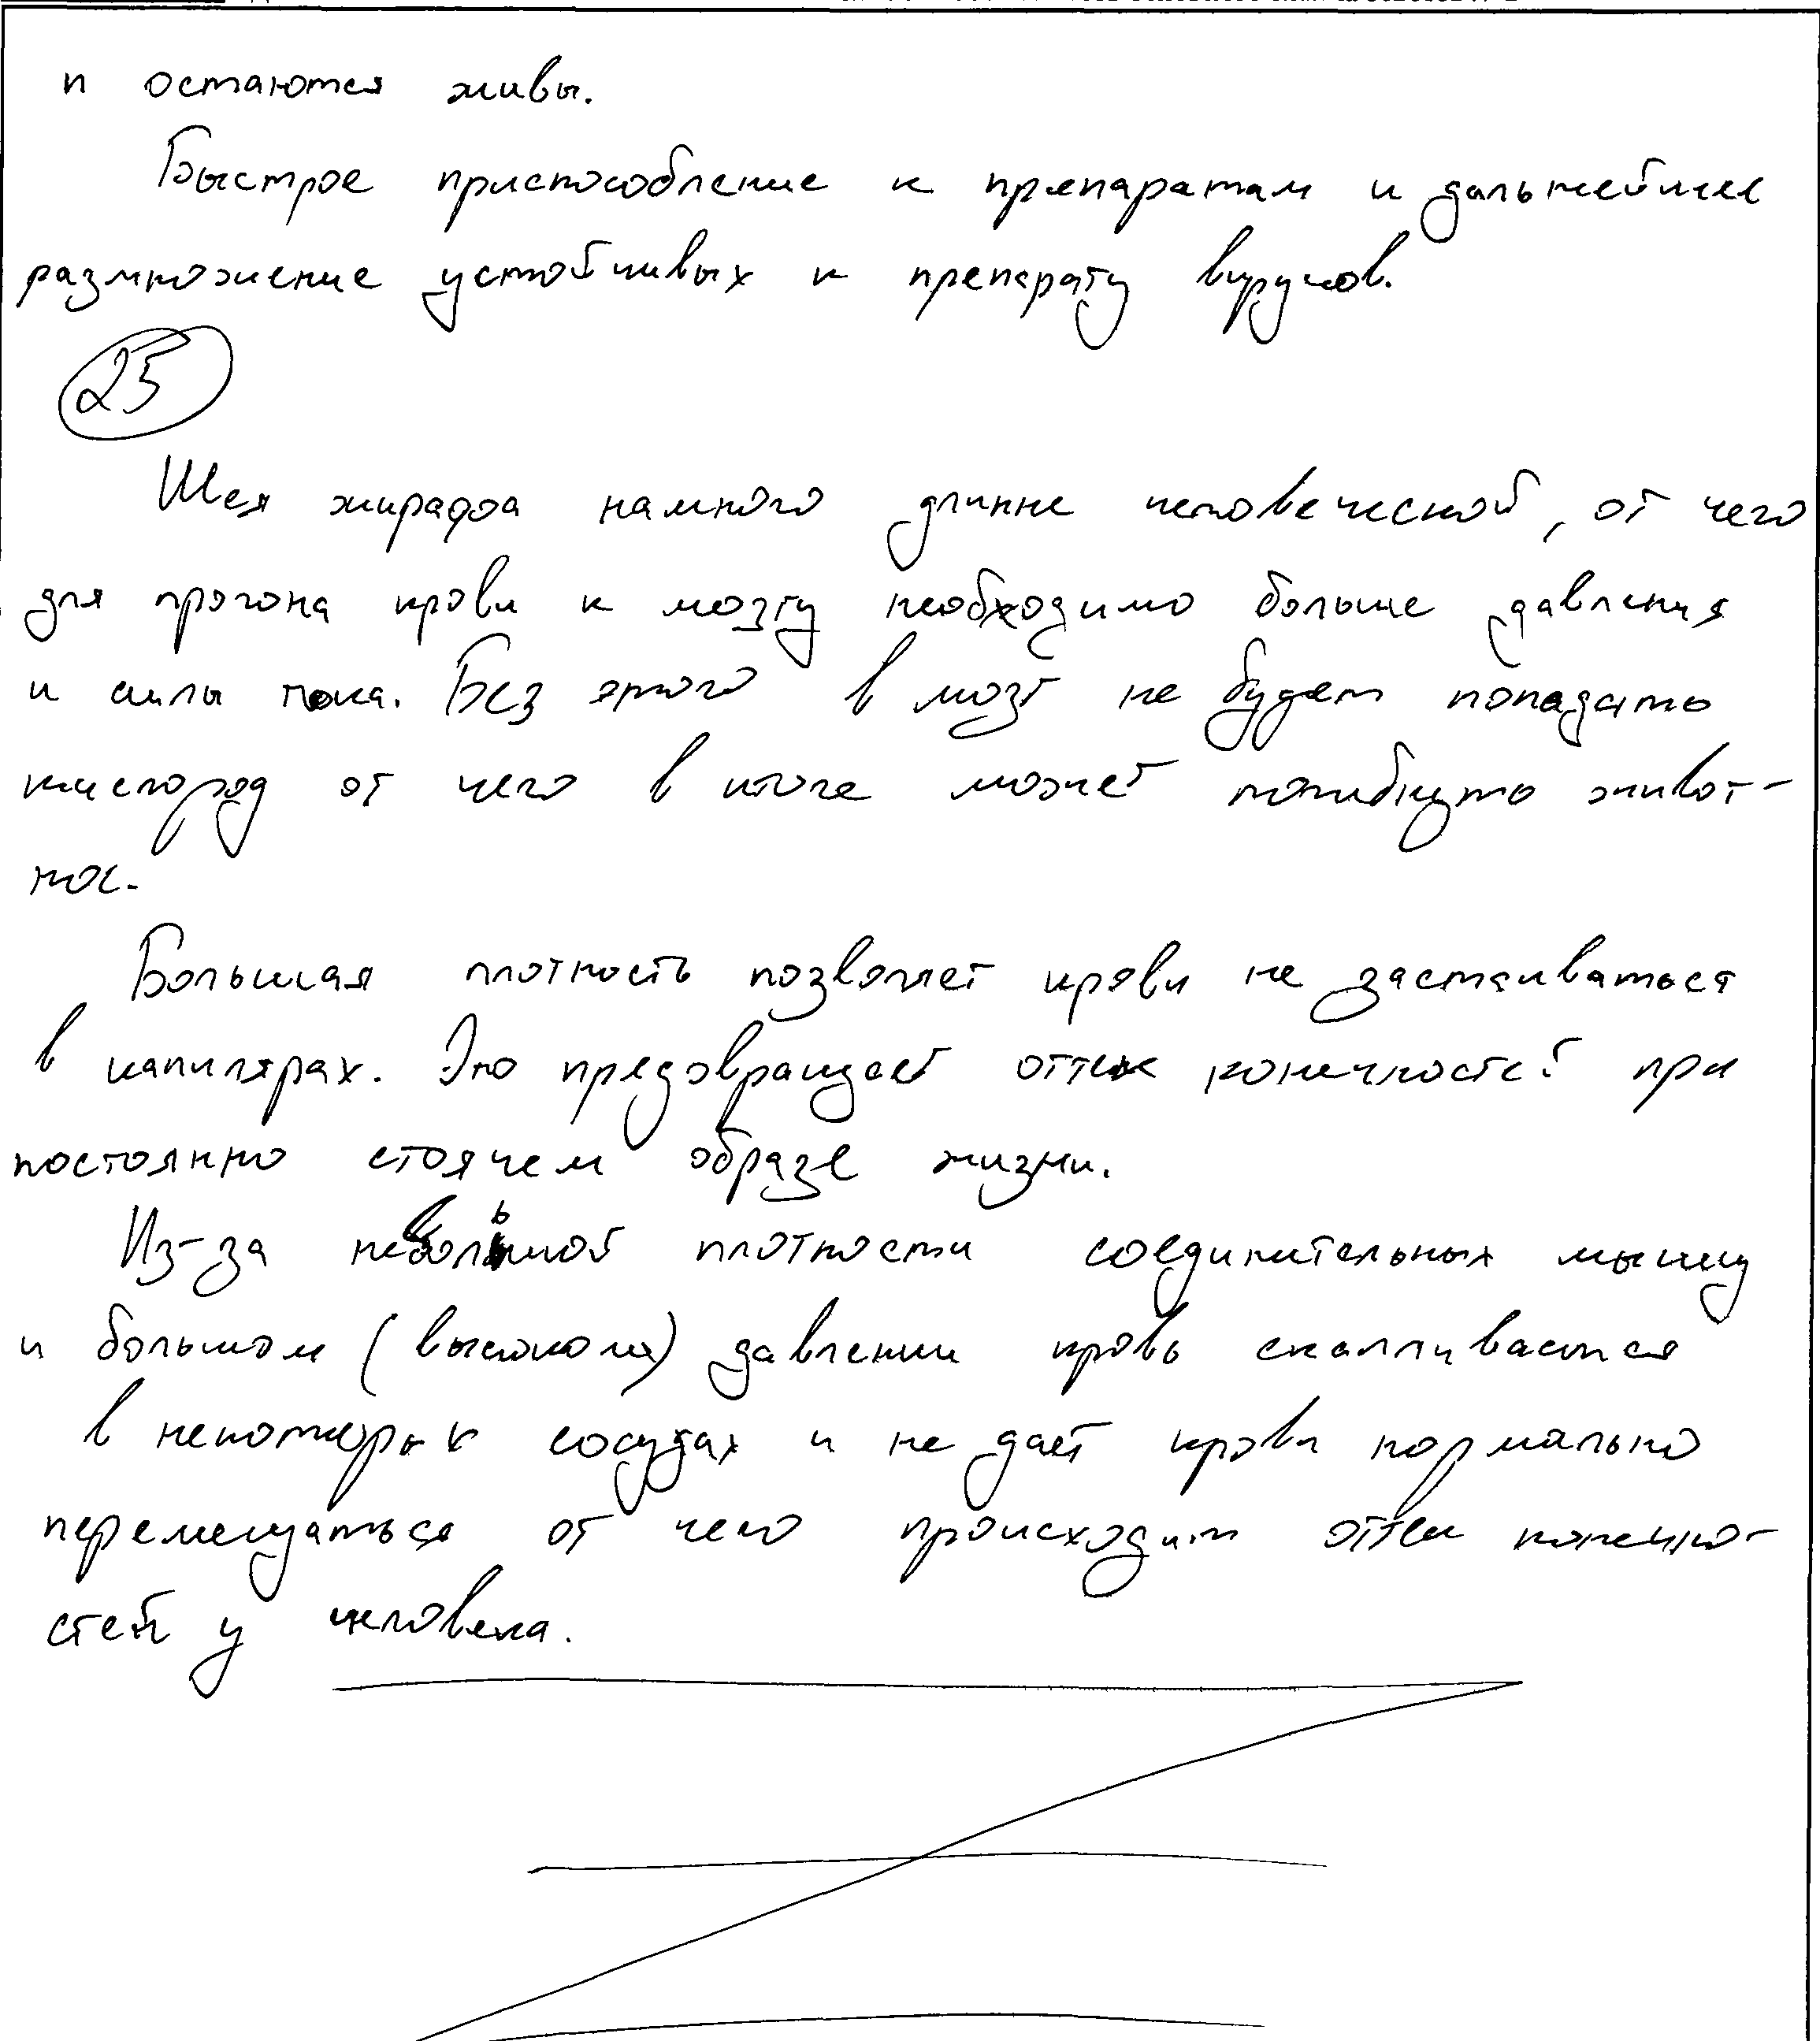 и остаются живы.
Быстрое приспособление к препаратам и дальнейшее
размножение устойчивых к препарату вирусов.
25
Шея жирафа намного длинне человеческой, от чего
для прогона крови к мозгу необходимо больше давления
и силы тока. Без этого в мозг не будет попадать
кислород от чего в итоге может погибнуть живот-
ное.
Большая плотность позволяет крови не застаиваться
в капилярах. Это предовращает оттек конечностей при
постоянно стоячем образе жизни.
Из-за небольшой плотности соединительных мышц
и большом (высоком) давлении кровь скапливается
в некоторых сосудах и не дает крови нормально
перемещаться от чего происходит оттек конечно-
стей у человека.